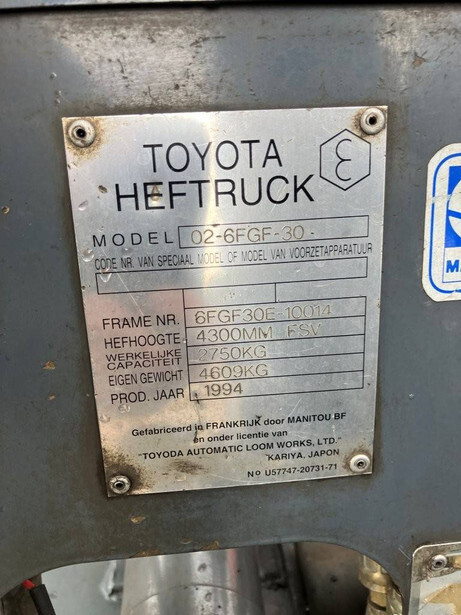 TOYOTA
HEFTRUCK
MODEL 02-6FGF-30-
CODE NR. VAN SPECIAAL MODEL OF MODEL VAN VOORZETAPPARATUUR
FRAME NR. 6FGF30E-10014
HEFHOOGTE 4300MM FSV
WERKELIJKE CAPACITEIT 2750KG
EIGEN GEWICHT 4609KG
PROD. JAAR 1994
Gefabriceerd in FRANKRIJK door MANITOU BF
en onder licentie van
"TOYODA AUTOMATIC LOOM WORKS, LTD."
KARIYA, JAPON
No U57747-20731-71